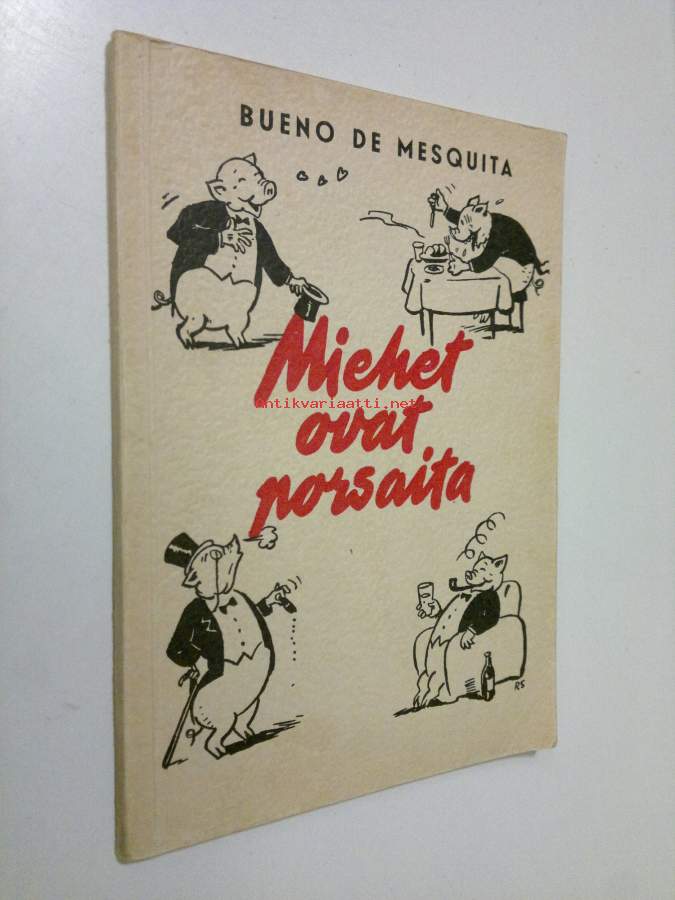 BUENO DE MESQUITA
Miehet
Antikvariaatti.net
ovat
porsaita
RS